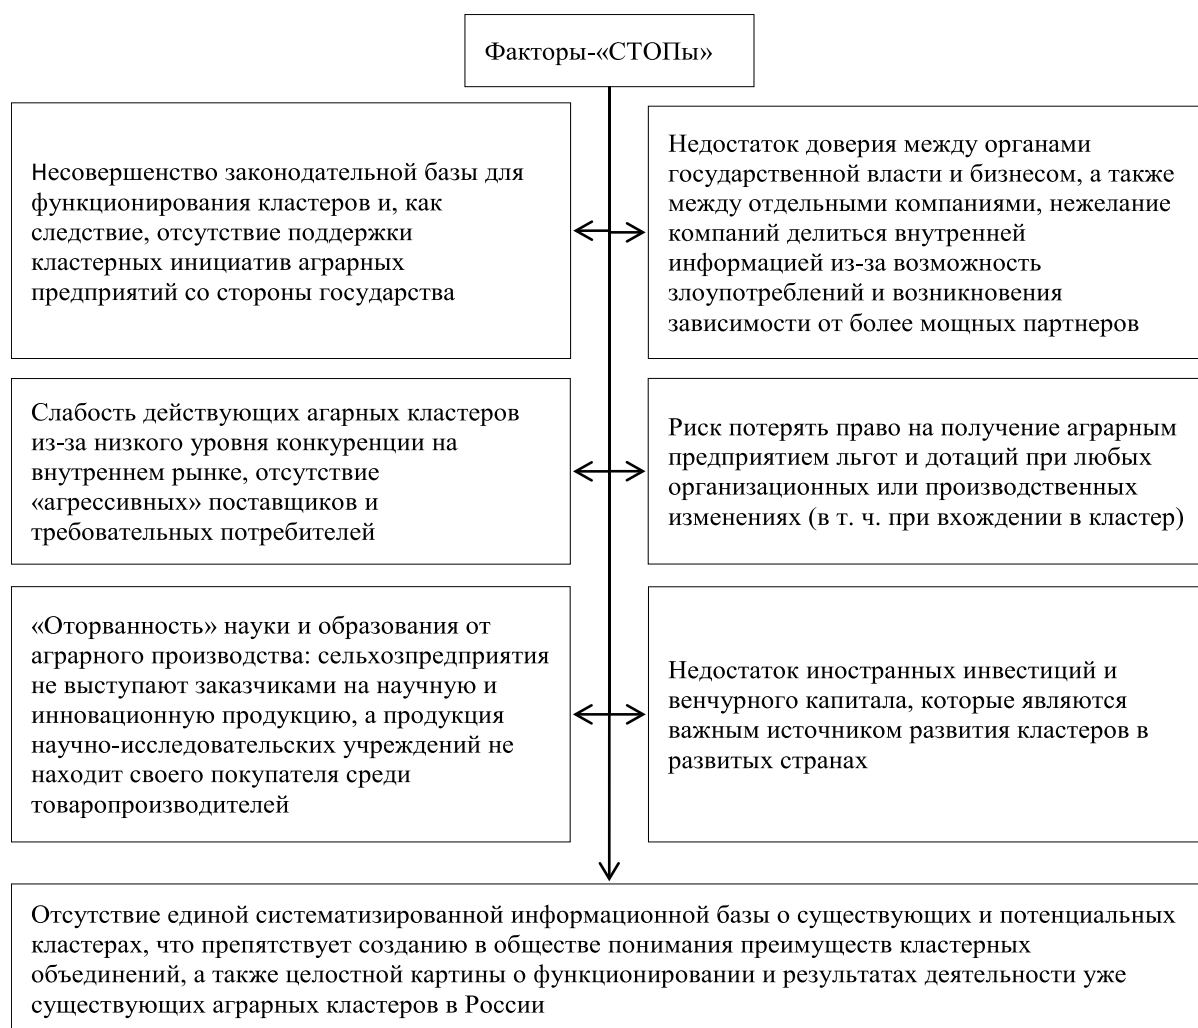 Факторы-«СТОПы»
Несовершенство законодательной базы для
функционирования кластеров и, как
следствие, отсутствие поддержки
кластерных инициатив аграрных
предприятий со стороны государства
Недостаток доверия между органами
государственной власти и бизнесом, а также
между отдельными компаниями, нежелание
компаний делиться внутренней
информацией из-за возможность
злоупотреблений и возникновения
зависимости от более мощных партнеров
Слабость действующих агарных кластеров
из-за низкого уровня конкуренции на
внутреннем рынке, отсутствие
«агрессивных» поставщиков и
требовательных потребителей
Риск потерять право на получение аграрным
предприятием льгот и дотаций при любых
организационных или производственных
изменениях (в т. ч. при вхождении в кластер)
«Оторванность» науки и образования от
аграрного производства: сельхозпредприятия
не выступают заказчиками на научную и
инновационную продукцию, а продукция
научно-исследовательских учреждений не
находит своего покупателя среди
товаропроизводителей
Недостаток иностранных инвестиций и
венчурного капитала, которые являются
важным источником развития кластеров в
развитых странах
Отсутствие единой систематизированной информационной базы о существующих и потенциальных
кластерах, что препятствует созданию в обществе понимания преимуществ кластерных
объединений, а также целостной картины о функционировании и результатах деятельности уже
существующих аграрных кластеров в России